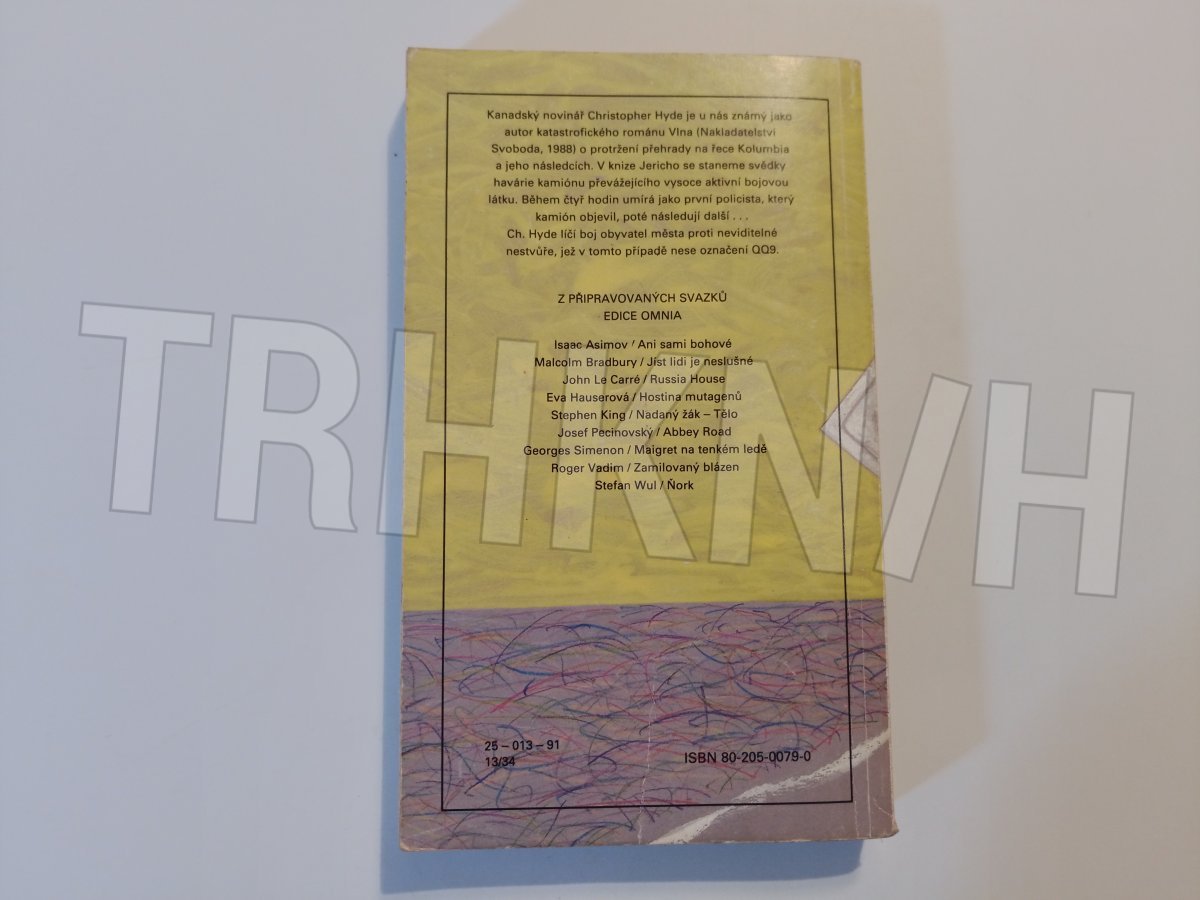 Kanadský novinář Christopher Hyde je u nás známý jako
autor katastrofického románu Vlna (Nakladatelství
Svoboda, 1988) o protržení přehrady na řece Kolumbia
a jeho následcích. V knize Jericho se staneme svědky
havárie kamiónu převážejícího vysoce aktivní bojovou
látku. Během čtyř hodin umírá jako první policista, který
kamión objevil, poté následují další . . .
Ch. Hyde líčí boj obyvatel města proti neviditelné
nestvůře, jež v tomto případě nese označení QQ9.
Z PŘIPRAVOVANÝCH SVAZKŮ
EDICE OMNIA
Isaac Asimov / Ani sami bohové
Malcolm Bradbury / Jíst lidi je neslušné
John Le Carré / Russia House
Eva Hauserová / Hostina mutagenů
Stephen King / Nadaný žák – Tělo
Josef Pecinovský / Abbey Road
Georges Simenon / Maigret na tenkém ledě
Roger Vadim / Zamilovaný blázen
Stefan Wul / Ňork
TRHKNIH
25 – 013 – 91
13/34
ISBN 80-205-0079-0